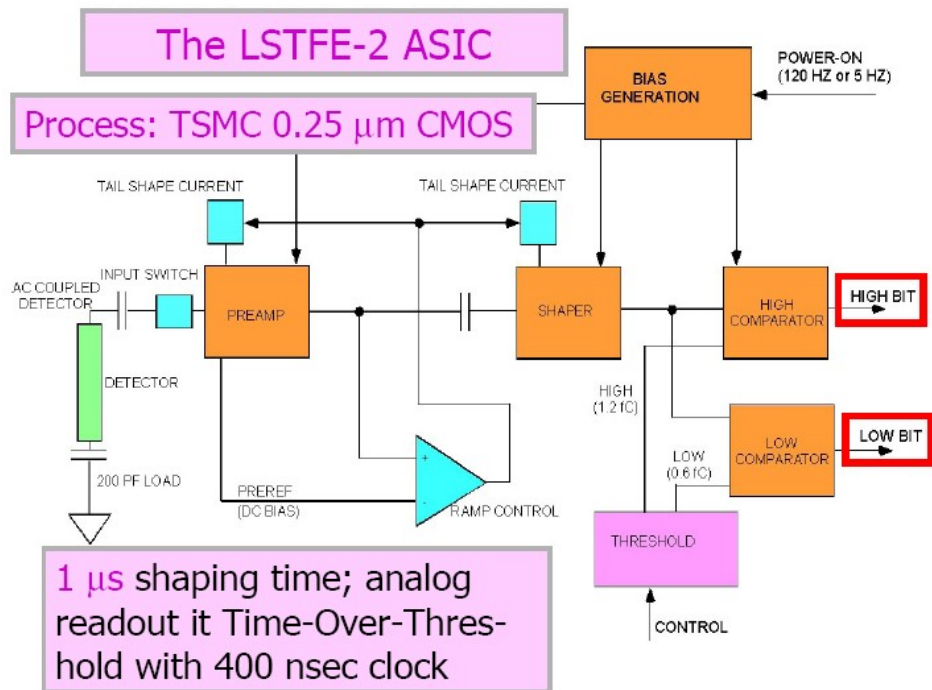 The LSTFE-2 ASIC
POWER-ON
(120 HZ or 5 HZ)
BIAS
GENERATION
Process: TSMC 0.25 μm CMOS
TAIL SHAPE CURRENT
TAIL SHAPE CURRENT
AC COUPLED
DETECTOR
INPUT SWITCH
PREAMP
SHAPER
HIGH
COMPARATOR
HIGH BIT
DETECTOR
HIGH
(1.2 fC)
LOW
COMPARATOR
LOW BIT
LOW
(0.6 fC)
200 PF LOAD
PREREF
(DC BIAS)
+
-
RAMP CONTROL
THRESHOLD
CONTROL
1 μs shaping time; analog
readout it Time-Over-Thres-
hold with 400 nsec clock